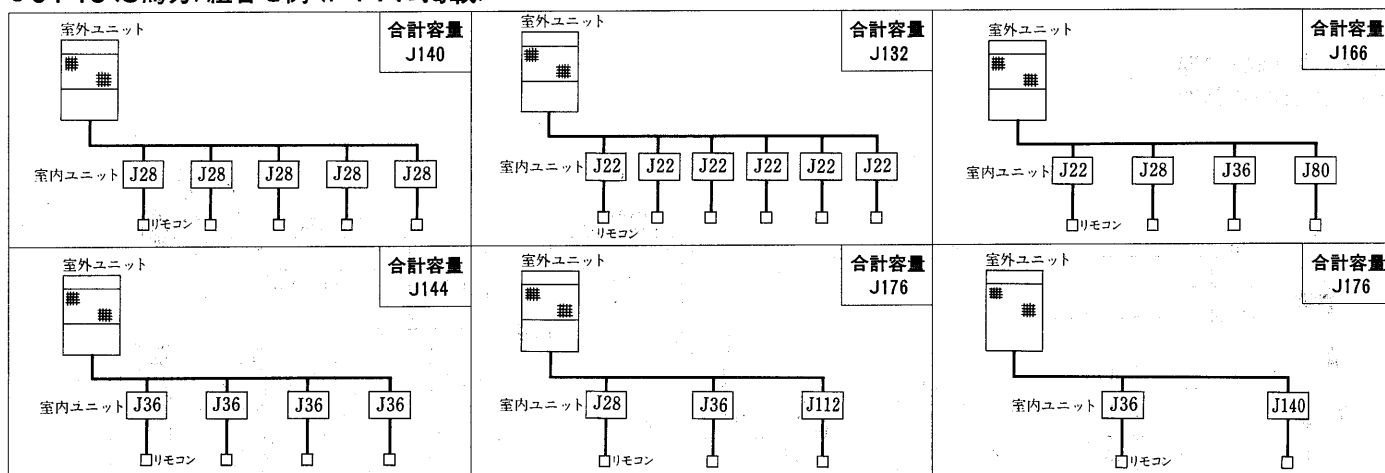 室外ユニット
合計容量
J140
室内ユニット J28 J28 J28 J28 J28
リモコン
室外ユニット
合計容量
J132
室内ユニット J22 J22 J22 J22 J22 J22
リモコン
室外ユニット
合計容量
J166
室内ユニット J22 J28 J36 J80
リモコン
室外ユニット
合計容量
J144
室内ユニット J36 J36 J36 J36
リモコン
室外ユニット
合計容量
J176
室内ユニット J28 J36 J112
リモコン
室外ユニット
合計容量
J176
室内ユニット J36 J140
リモコン